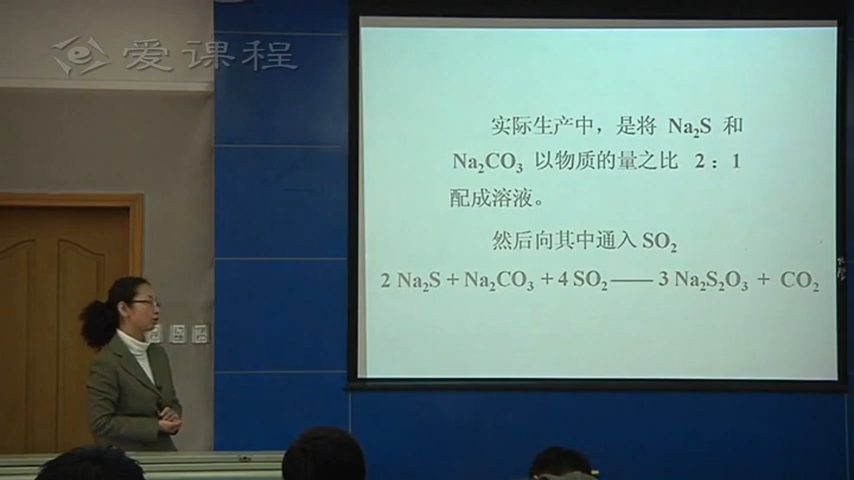 爱课程
实际生产中，是将 Na₂S 和
Na₂CO₃ 以物质的量之比 2：1
配成溶液。
然后向其中通入 SO₂
2 Na₂S + Na₂CO₃ + 4 SO₂ —— 3 Na₂S₂O₃ + CO₂